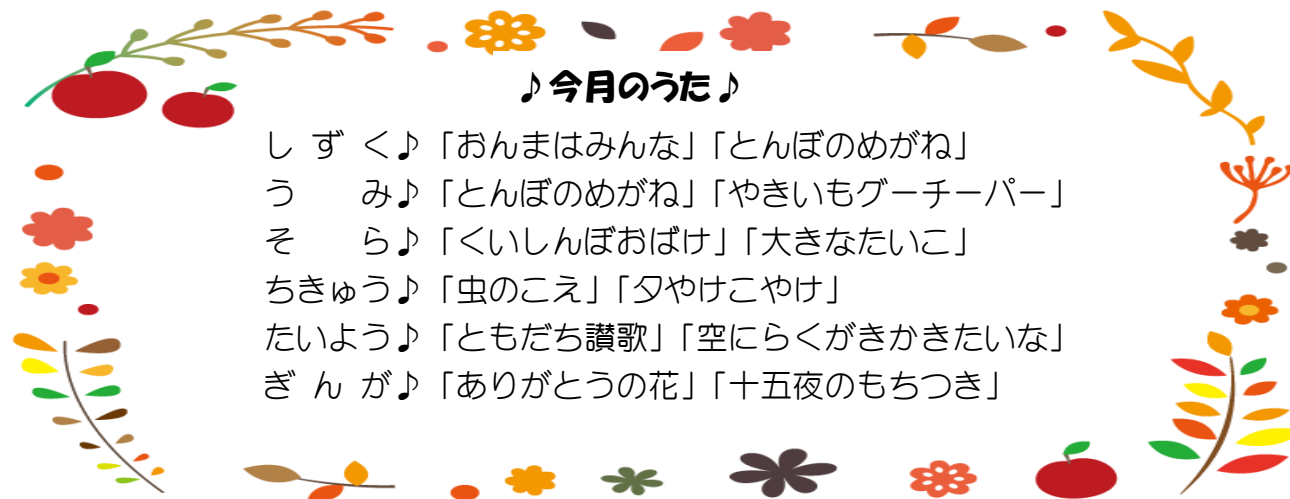 ♪今月のうた♪
しずく♪「おんまはみんな」「とんぼのめがね」
うみ♪「とんぼのめがね」「やきいもグーチーパー」
そら♪「くいしんぼおばけ」「大きなたいこ」
ちきゅう♪「虫のこえ」「夕やけこやけ」
たいよう♪「ともだち讃歌」「空にらくがきかきたいな」
ぎんが♪「ありがとうの花」「十五夜のもちつき」